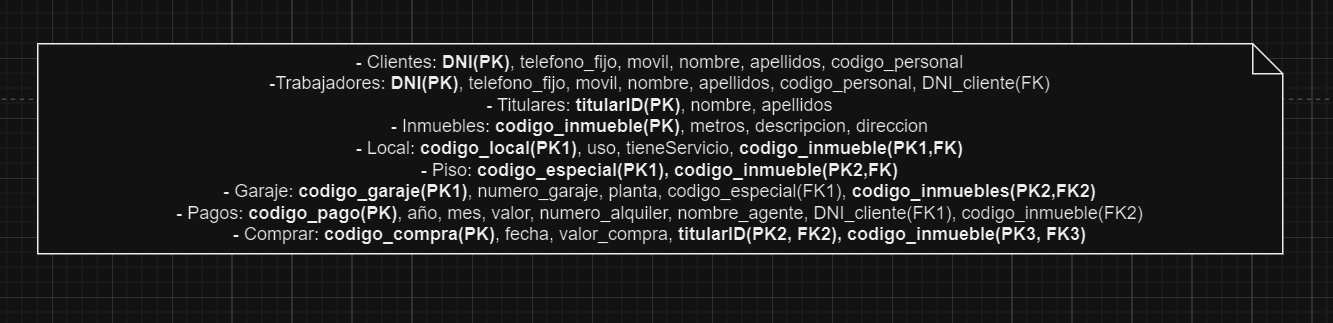 - Clientes: DNI(PK), telefono_fijo, movil, nombre, apellidos, codigo_personal
-Trabajadores: DNI(PK), telefono_fijo, movil, nombre, apellidos, codigo_personal, DNI_cliente(FK)
- Titulares: titularID(PK), nombre, apellidos
- Inmuebles: codigo_inmueble(PK), metros, descripcion, direccion
- Local: codigo_local(PK1), uso, tieneServicio, codigo_inmueble(PK1,FK)
- Piso: codigo_especial(PK1), codigo_inmueble(PK2,FK)
- Garaje: codigo_garaje(PK1), numero_garaje, planta, codigo_especial(FK1), codigo_inmuebles(PK2,FK2)
- Pagos: codigo_pago(PK), año, mes, valor, numero_alquiler, nombre_agente, DNI_cliente(FK1), codigo_inmueble(FK2)
- Comprar: codigo_compra(PK), fecha, valor_compra, titularID(PK2, FK2), codigo_inmueble(PK3, FK3)